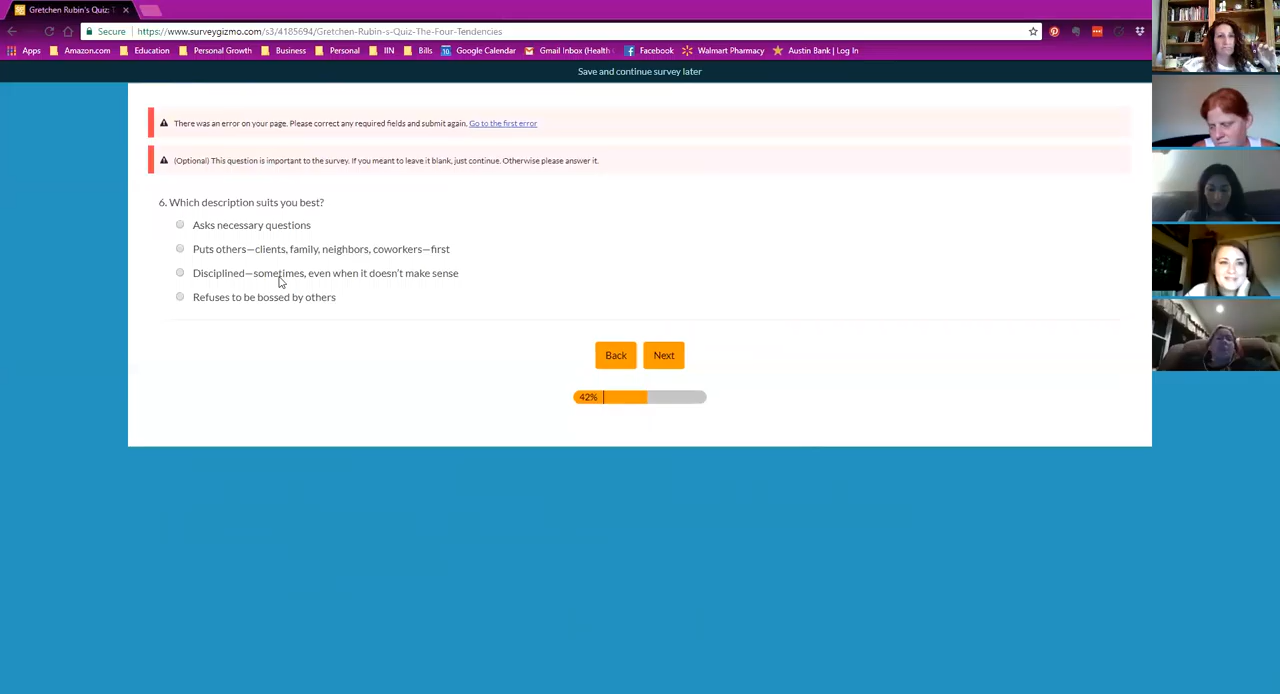 Gretchen Rubin's Quiz: T
Secure
https://www.surveygizmo.com/s3/4185694/Gretchen-Rubin-s-Quiz-The-Four-Tendencies
Apps Amazon.com Education Personal Growth Business Personal IIN Bills Google Calendar Gmail Inbox (Health Facebook Walmart Pharmacy Austin Bank | Log In
Save and continue survey later
There was an error on your page. Please correct any required fields and submit again. Go to the first error
(Optional) This question is important to the survey. If you meant to leave it blank, just continue. Otherwise please answer it.
6. Which description suits you best?
Asks necessary questions
Puts others—clients, family, neighbors, coworkers—first
Disciplined—sometimes, even when it doesn't make sense
Refuses to be bossed by others
Back Next
42%